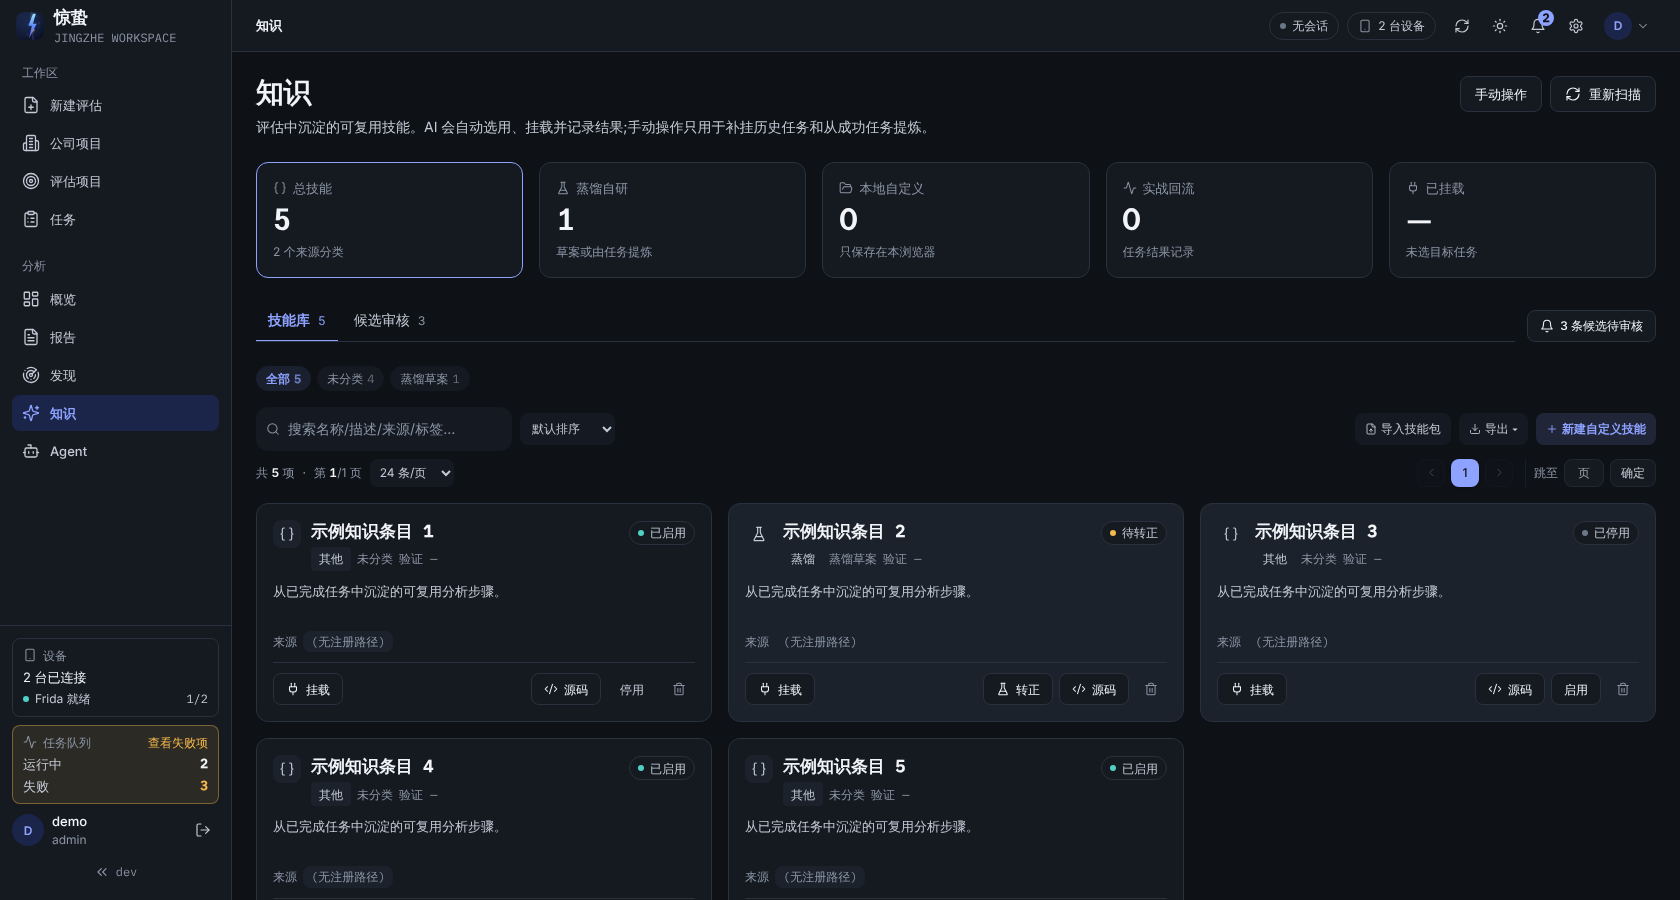 惊蛰
JINGZHE WORKSPACE
工作区
新建评估
公司项目
评估项目
任务
分析
概览
报告
发现
知识
Agent
设备
2 台已连接
Frida 就绪 1/2
任务队列 查看失败项
运行中 2
失败 3
D demo
admin
dev
知识
无会话
2 台设备
2
D
知识
评估中沉淀的可复用技能。AI 会自动选用、挂载并记录结果;手动操作只用于补挂历史任务和从成功任务提炼。
手动操作
重新扫描
总技能
5
2 个来源分类
蒸馏自研
1
草案或由任务提炼
本地自定义
0
只保存在本浏览器
实战回流
0
任务结果记录
已挂载
—
未选目标任务
技能库 5
候选审核 3
3 条候选待审核
全部 5
未分类 4
蒸馏草案 1
搜索名称/描述/来源/标签...
默认排序
导入技能包
导出
+ 新建自定义技能
共 5 项 · 第 1/1 页
24 条/页
‹ 1 ›
跳至 页 确定
示例知识条目 1
已启用
其他 未分类 验证 —
从已完成任务中沉淀的可复用分析步骤。
来源 (无注册路径)
挂载 源码 停用
示例知识条目 2
待转正
蒸馏 蒸馏草案 验证 —
从已完成任务中沉淀的可复用分析步骤。
来源 (无注册路径)
挂载 转正 源码
示例知识条目 3
已停用
其他 未分类 验证 —
从已完成任务中沉淀的可复用分析步骤。
来源 (无注册路径)
挂载 源码 启用
示例知识条目 4
已启用
其他 未分类 验证 —
从已完成任务中沉淀的可复用分析步骤。
来源 (无注册路径)
示例知识条目 5
已启用
其他 未分类 验证 —
从已完成任务中沉淀的可复用分析步骤。
来源 (无注册路径)